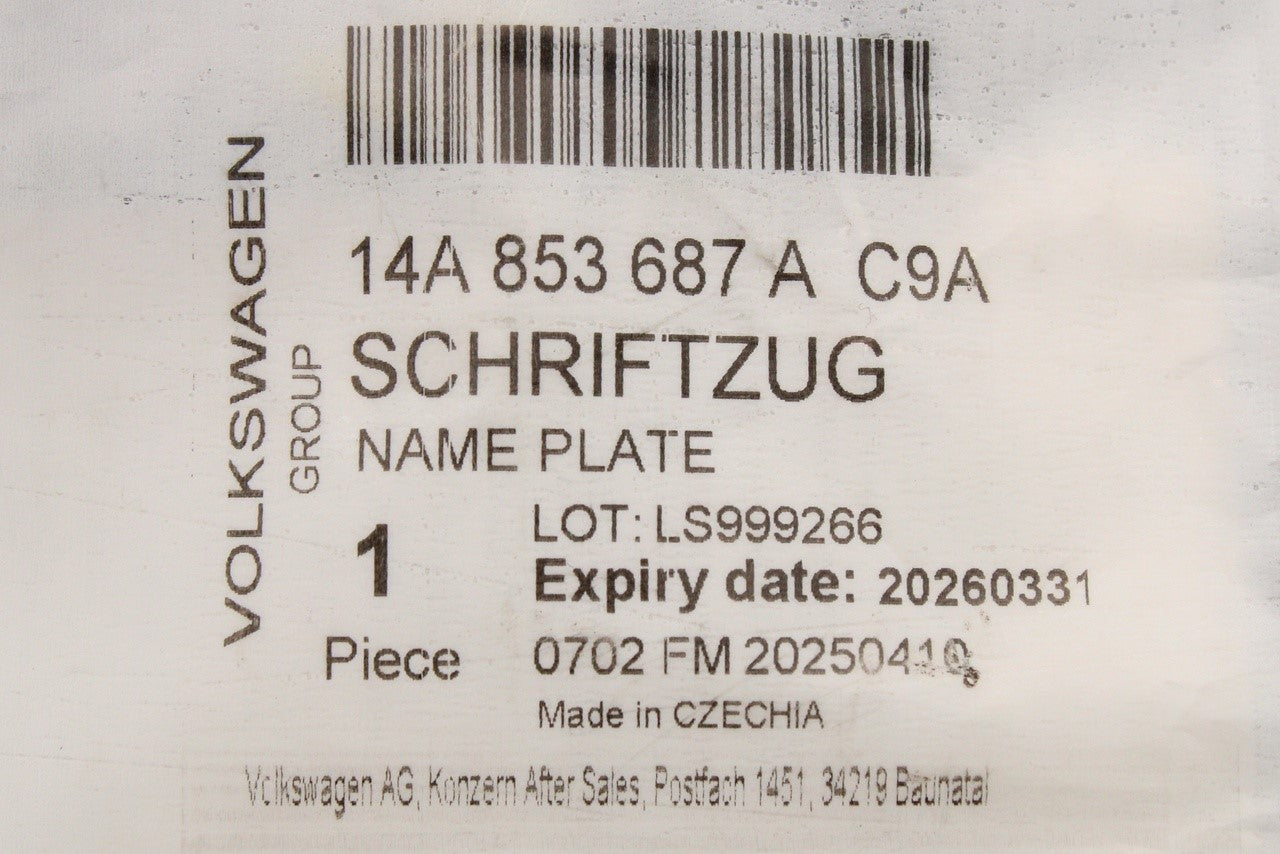 VOLKSWAGEN
GROUP
14A 853 687 A C9A
SCHRIFTZUG
NAME PLATE
1
Piece
LOT: LS999266
Expiry date: 20260331
0702 FM
Made in CZECHIA
Volkswagen AG, Konzern After Sales, Postfach 1451, 34219 Baunatal